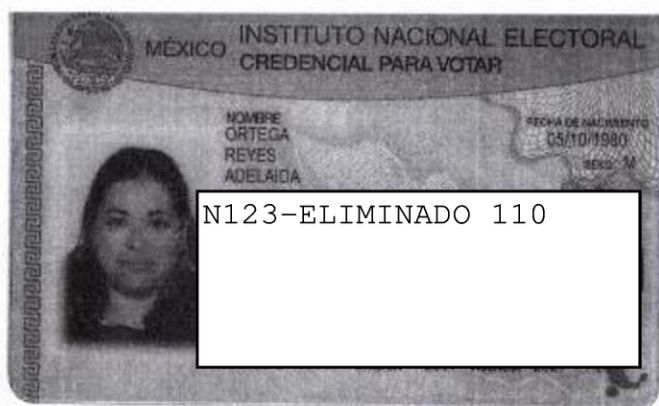 MÉXICO
INSTITUTO NACIONAL ELECTORAL
CREDENCIAL PARA VOTAR
NOMBRE
ORTEGA
REYES
ADELAIDA
FECHA DE NACIMIENTO
05/10/1980
SEXO M
N123-ELIMINADO 110